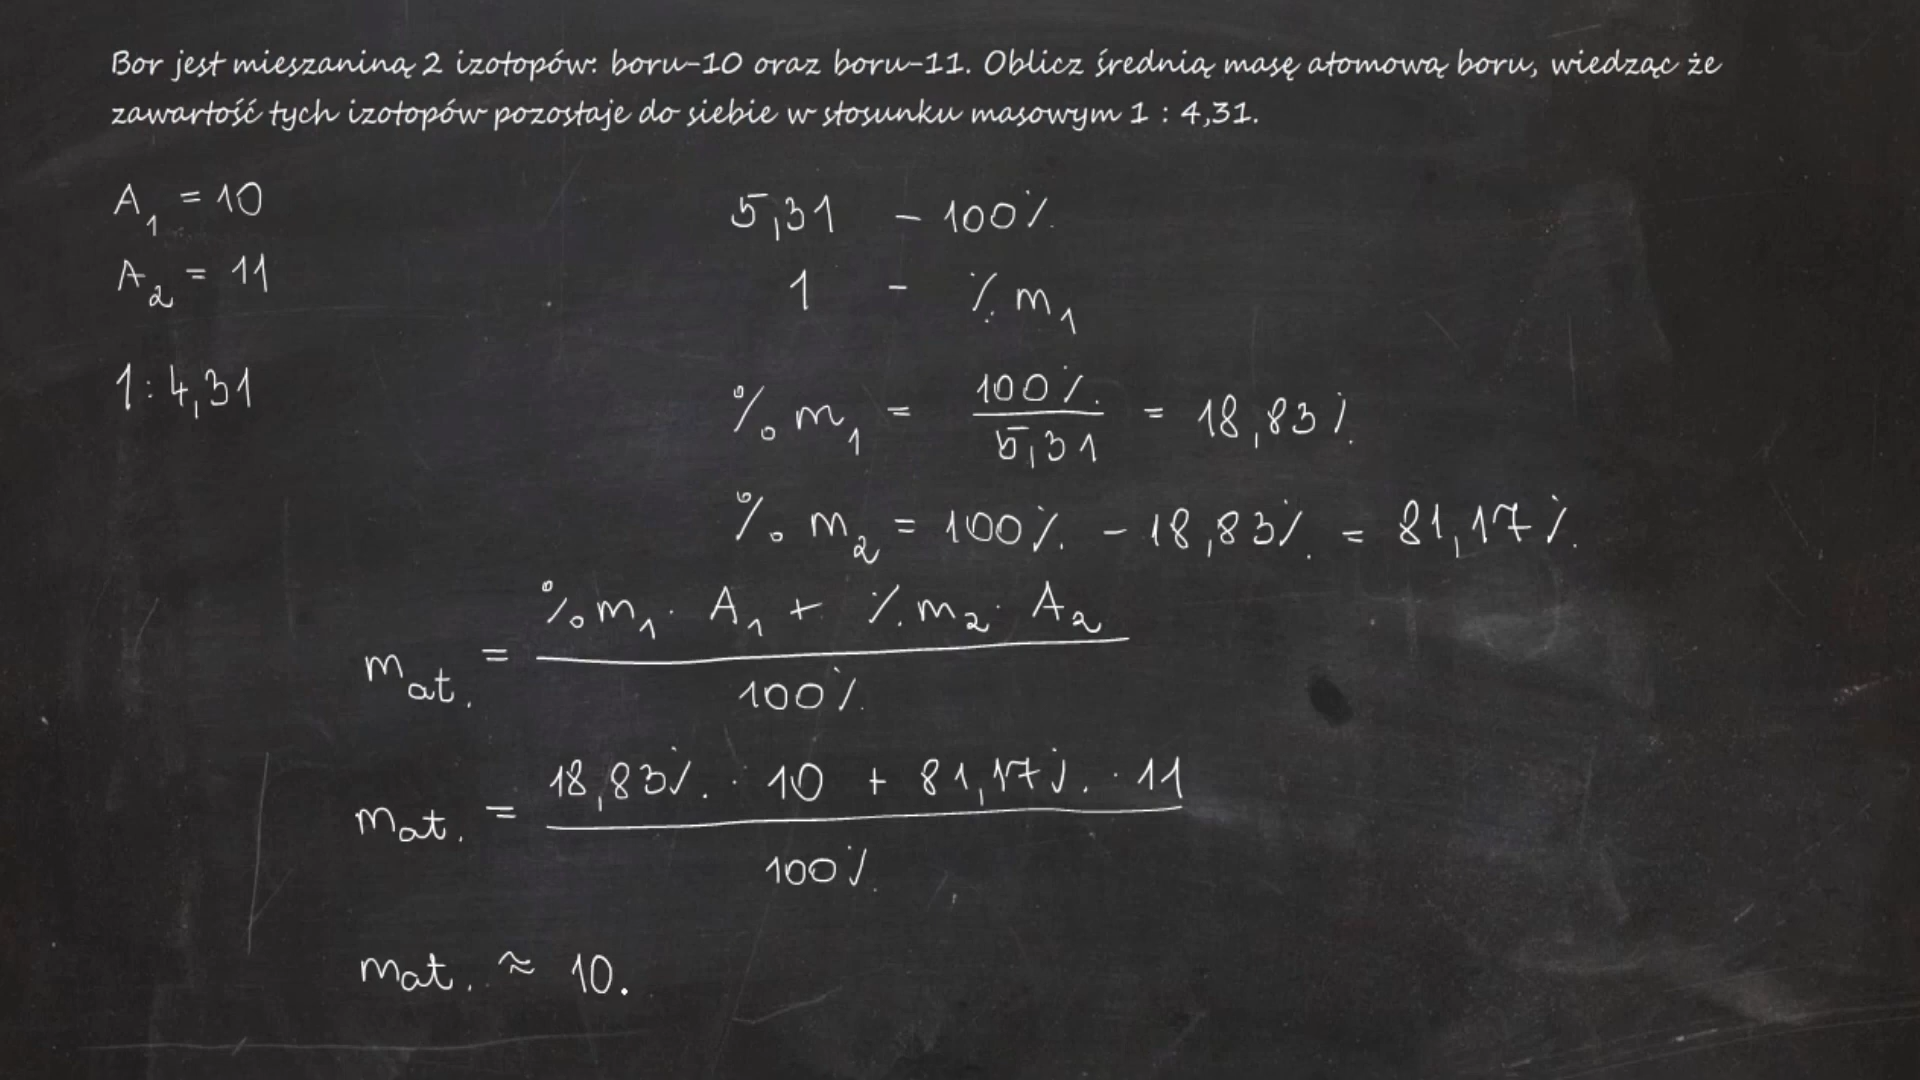 Bor jest mieszaniną 2 izotopów: boru-10 oraz boru-11. Oblicz średnią masę atomową boru, wiedząc że
zawartość tych izotopów pozostaje do siebie w stosunku masowym 1 : 4,31.
A₁ = 10
A₂ = 11
1 : 4,31
5,31 - 100%
1 - % m₁
% m₁ = 100% / 5,31 = 18,83%
% m₂ = 100% - 18,83% = 81,17%
m at. = (% m₁ · A₁ + % m₂ · A₂) / 100%
m at. = (18,83% · 10 + 81,17% · 11) / 100%
m at. ≈ 10.